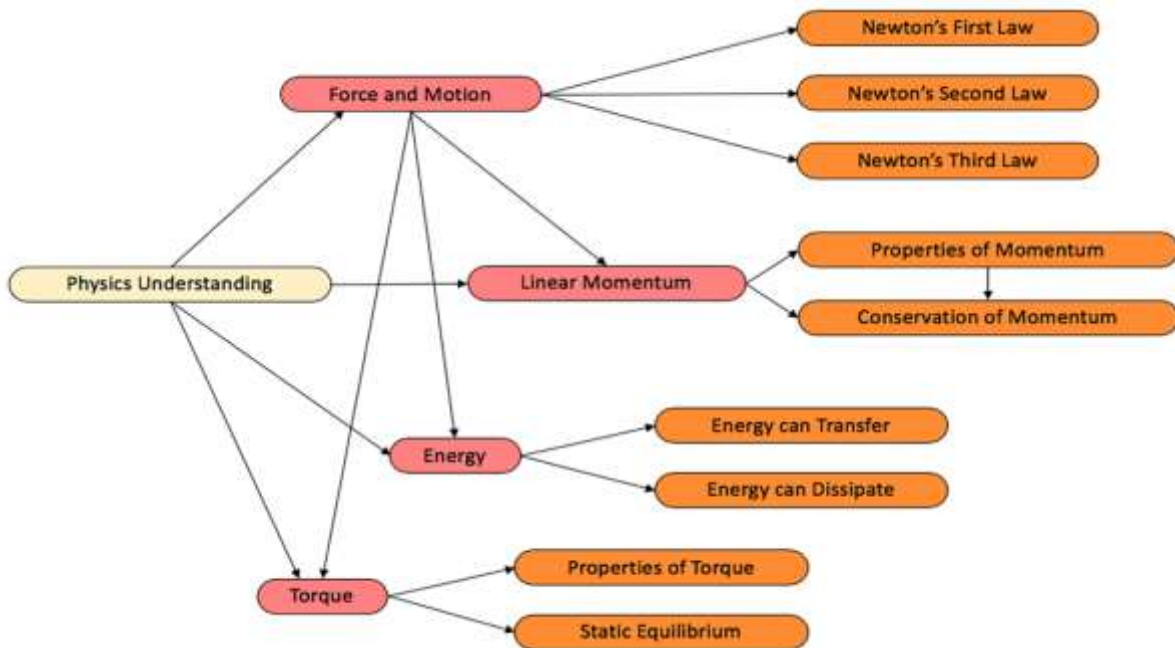 Newton's First Law
Force and Motion
Newton's Second Law
Newton's Third Law
Properties of Momentum
Physics Understanding
Linear Momentum
Conservation of Momentum
Energy can Transfer
Energy
Energy can Dissipate
Properties of Torque
Torque
Static Equilibrium